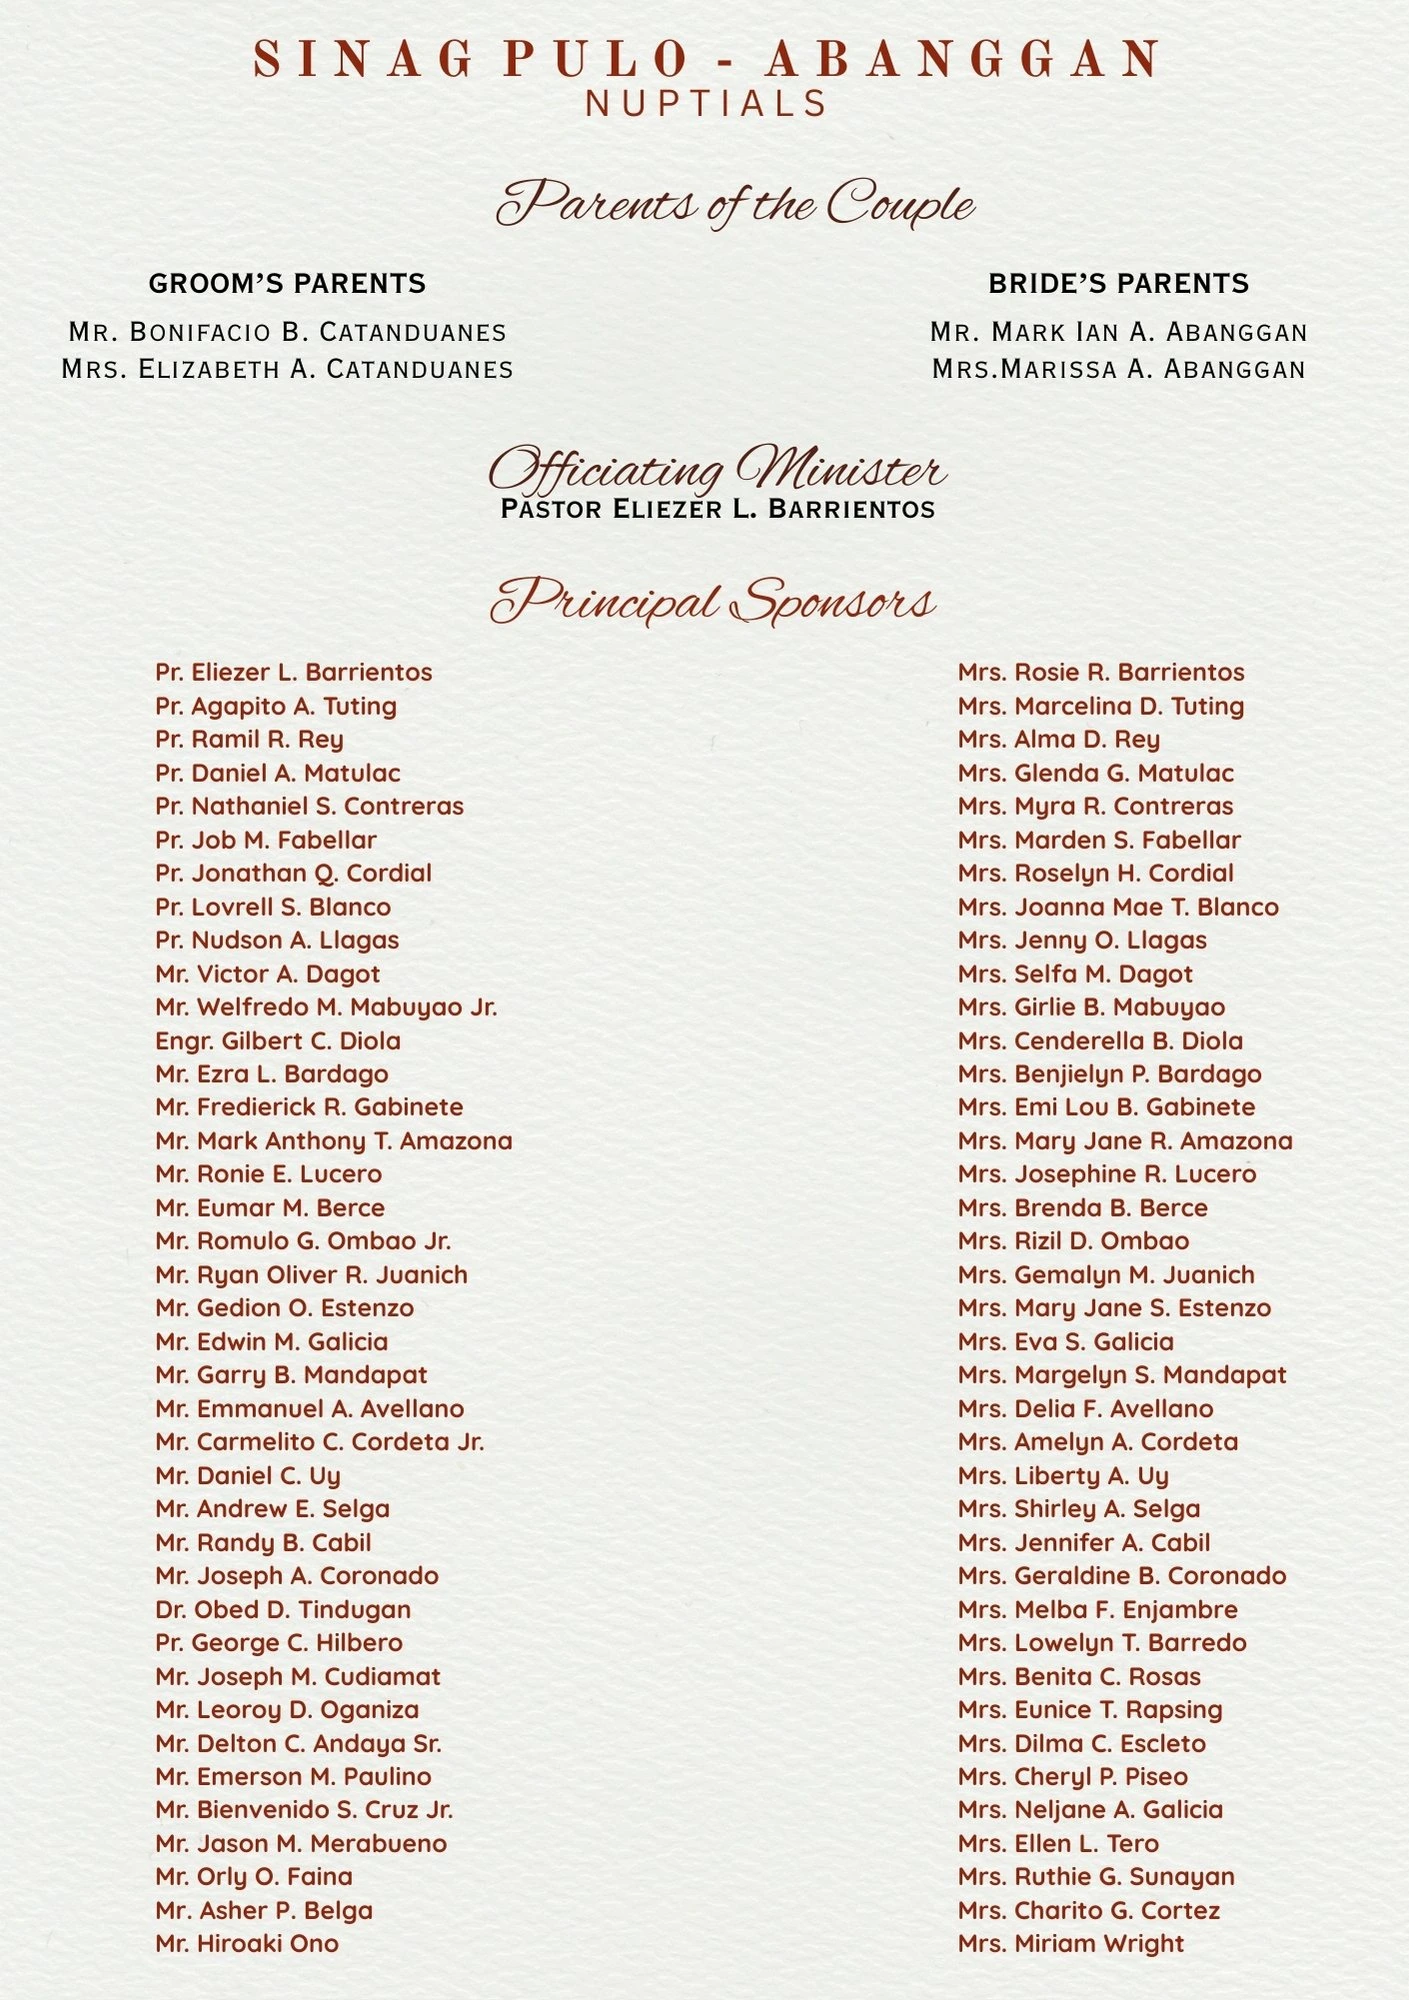 SINAG PULO - ABANGGAN
NUPTIALS
Parents of the Couple
GROOM'S PARENTS
MR. BONIFACIO B. CATANDUANES
MRS. ELIZABETH A. CATANDUANES
BRIDE'S PARENTS
MR. MARK IAN A. ABANGGAN
MRS.MARISSA A. ABANGGAN
Officiating Minister
PASTOR ELIEZER L. BARRIENTOS
Principal Sponsors
Pr. Eliezer L. Barrientos
Pr. Agapito A. Tuting
Pr. Ramil R. Rey
Pr. Daniel A. Matulac
Pr. Nathaniel S. Contreras
Pr. Job M. Fabellar
Pr. Jonathan Q. Cordial
Pr. Lovrell S. Blanco
Pr. Nudson A. Llagas
Mr. Victor A. Dagot
Mr. Welfredo M. Mabuyao Jr.
Engr. Gilbert C. Diola
Mr. Ezra L. Bardago
Mr. Fredierick R. Gabinete
Mr. Mark Anthony T. Amazona
Mr. Ronie E. Lucero
Mr. Eumar M. Berce
Mr. Romulo G. Ombao Jr.
Mr. Ryan Oliver R. Juanich
Mr. Gedion O. Estenzo
Mr. Edwin M. Galicia
Mr. Garry B. Mandapat
Mr. Emmanuel A. Avellano
Mr. Carmelito C. Cordeta Jr.
Mr. Daniel C. Uy
Mr. Andrew E. Selga
Mr. Randy B. Cabil
Mr. Joseph A. Coronado
Dr. Obed D. Tindugan
Pr. George C. Hilbero
Mr. Joseph M. Cudiamat
Mr. Leoroy D. Oganiza
Mr. Delton C. Andaya Sr.
Mr. Emerson M. Paulino
Mr. Bienvenido S. Cruz Jr.
Mr. Jason M. Merabueno
Mr. Orly O. Faina
Mr. Asher P. Belga
Mr. Hiroaki Ono
Mrs. Rosie R. Barrientos
Mrs. Marcelina D. Tuting
Mrs. Alma D. Rey
Mrs. Glenda G. Matulac
Mrs. Myra R. Contreras
Mrs. Marden S. Fabellar
Mrs. Roselyn H. Cordial
Mrs. Joanna Mae T. Blanco
Mrs. Jenny O. Llagas
Mrs. Selfa M. Dagot
Mrs. Girlie B. Mabuyao
Mrs. Cenderella B. Diola
Mrs. Benjielyn P. Bardago
Mrs. Emi Lou B. Gabinete
Mrs. Mary Jane R. Amazona
Mrs. Josephine R. Lucero
Mrs. Brenda B. Berce
Mrs. Rizil D. Ombao
Mrs. Gemalyn M. Juanich
Mrs. Mary Jane S. Estenzo
Mrs. Eva S. Galicia
Mrs. Margelyn S. Mandapat
Mrs. Delia F. Avellano
Mrs. Amelyn A. Cordeta
Mrs. Liberty A. Uy
Mrs. Shirley A. Selga
Mrs. Jennifer A. Cabil
Mrs. Geraldine B. Coronado
Mrs. Melba F. Enjambre
Mrs. Lowelyn T. Barredo
Mrs. Benita C. Rosas
Mrs. Eunice T. Rapsing
Mrs. Dilma C. Escleto
Mrs. Cheryl P. Piseo
Mrs. Neljane A. Galicia
Mrs. Ellen L. Tero
Mrs. Ruthie G. Sunayan
Mrs. Charito G. Cortez
Mrs. Miriam Wright